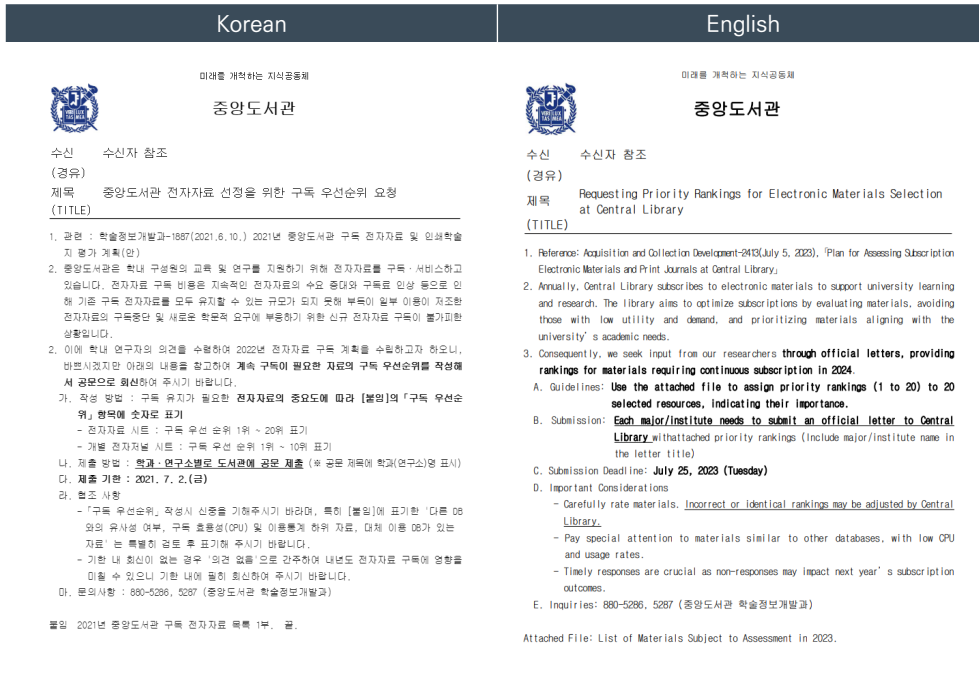 Korean
미래를 개척하는 지식공동체
중앙도서관
수신 수신자 참조
(경유)
제목 중앙도서관 전자자료 선정을 위한 구독 우선순위 요청
(TITLE)
1. 관련 : 학술정보개발과-1887(2021.6.10.) 2021년 중앙도서관 구독 전자자료 및 인쇄학술
지 평가 계획(안)
2. 중앙도서관은 학내 구성원의 교육 및 연구를 지원하기 위해 전자자료를 구독·서비스하고
있습니다. 전자자료 구독 비용은 지속적인 전자자료의 수요 증대와 구독료 인상 등으로 인
해 기존 구독 전자자료를 모두 유지할 수 있는 규모가 되지 못해 부득이 일부 이용이 저조한
전자자료의 구독중단 및 새로운 학문적 요구에 부응하기 위한 신규 전자자료 구독이 불가피한
상황입니다.
2. 이에 학내 연구자의 의견을 수렴하여 2022년 전자자료 구독 계획을 수립하고자 하오니,
바쁘시겠지만 아래의 내용을 참고하여 계속 구독이 필요한 자료의 구독 우선순위를 작성해
서 공문으로 회신하여 주시기 바랍니다.
가. 작성 방법 : 구독 유지가 필요한 전자자료의 중요도에 따라 [붙임]의「구독 우선순
위」항목에 숫자로 표기
- 전자자료 시트 : 구독 우선 순위 1위 ~ 20위 표기
- 개별 전자저널 시트 : 구독 우선 순위 1위 ~ 10위 표기
나. 제출 방법 : 학과·연구소별로 도서관에 공문 제출 (※ 공문 제목에 학과(연구소)명 표시)
다. 제출 기한 : 2021. 7. 2.(금)
라. 협조 사항
-「구독 우선순위」작성시 신중을 기해주시기 바라며, 특히 [붙임]에 표기한 '다른 DB
와의 유사성 여부, 구독 효용성(CPU) 및 이용통계 하위 자료, 대체 이용 DB가 있는
자료' 는 특별히 검토 후 표기해 주시기 바랍니다.
- 기한 내 회신이 없는 경우 '의견 없음'으로 간주하여 내년도 전자자료 구독에 영향을
미칠 수 있으니 기한 내에 필히 회신하여 주시기 바랍니다.
마. 문의사항 : 880-5286, 5287 (중앙도서관 학술정보개발과)
붙임 2021년 중앙도서관 구독 전자자료 목록 1부. 끝.
English
미래를 개척하는 지식공동체
중앙도서관
수신 수신자 참조
(경유)
제목 Requesting Priority Rankings for Electronic Materials Selection
at Central Library
(TITLE)
1. Reference: Acquisition and Collection Development-2413(July 5, 2023), 「Plan for Assessing Subscription
Electronic Materials and Print Journals at Central Library」
2. Annually, Central Library subscribes to electronic materials to support university learning
and research. The library aims to optimize subscriptions by evaluating materials, avoiding
those with low utility and demand, and prioritizing materials aligning with the
university's academic needs.
3. Consequently, we seek input from our researchers through official letters, providing
rankings for materials requiring continuous subscription in 2024.
A. Guidelines: Use the attached file to assign priority rankings (1 to 20) to 20
selected resources, indicating their importance.
B. Submission: Each major/institute needs to submit an official letter to Central
Library withattached priority rankings (Include major/institute name in
the letter title)
C. Submission Deadline: July 25, 2023 (Tuesday)
D. Important Considerations
- Carefully rate materials. Incorrect or identical rankings may be adjusted by Central
Library.
- Pay special attention to materials similar to other databases, with low CPU
and usage rates.
- Timely responses are crucial as non-responses may impact next year's subscription
outcomes.
E. Inquiries: 880-5286, 5287 (중앙도서관 학술정보개발과)
Attached File: List of Materials Subject to Assessment in 2023.